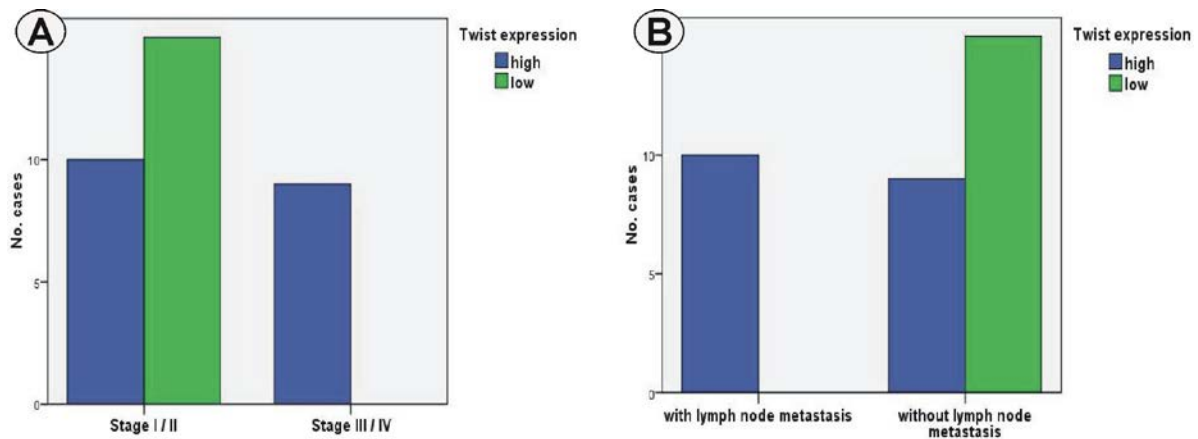 A
Twist expression
high
low
No. cases
10
5
0
Stage I / II
Stage III / IV
B
Twist expression
high
low
No. cases
10
5
0
with lymph node metastasis
without lymph node
metastasis